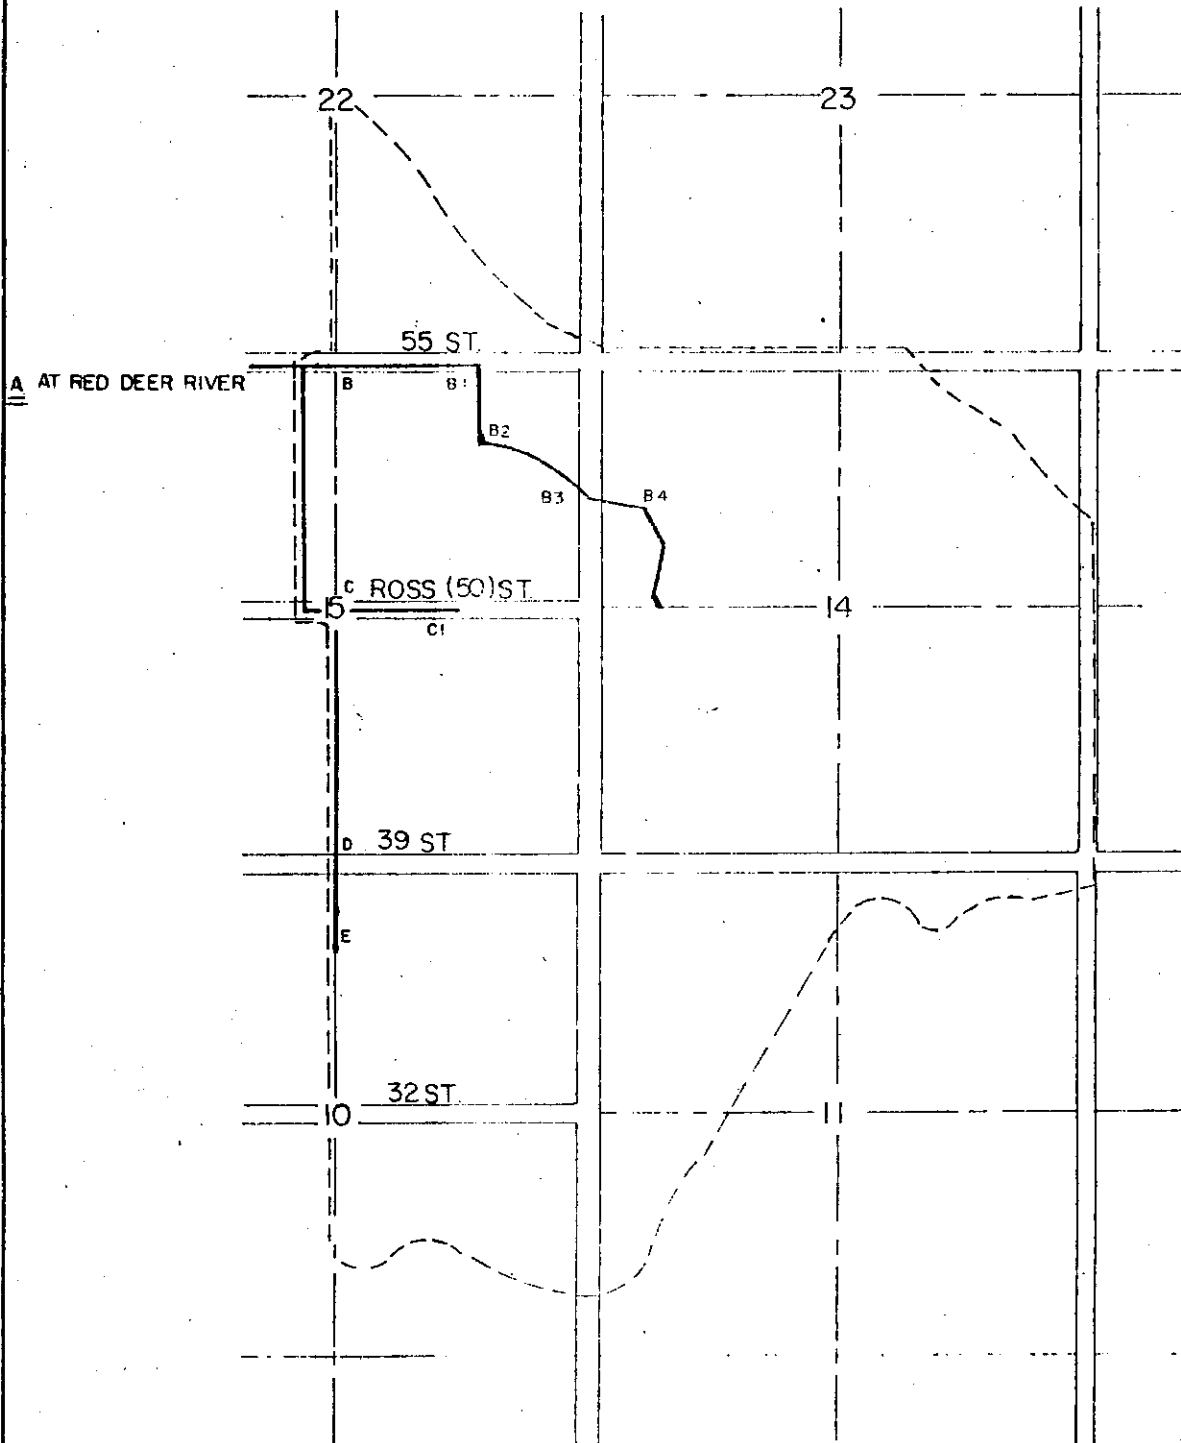 22
23
55 ST.
A AT RED DEER RIVER
B
B1
B2
B3
B4
C ROSS (50) ST.
15
14
C1
D 39 ST
E
32 ST.
10
11